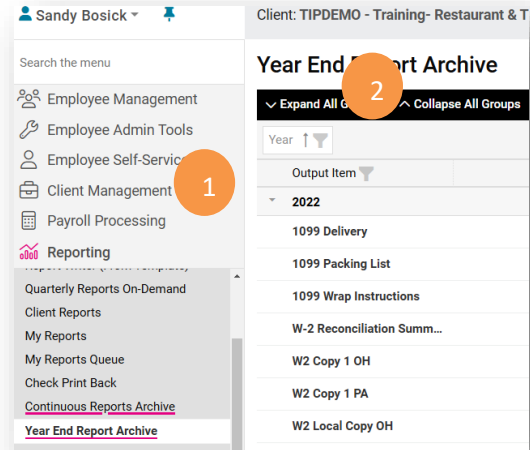 Sandy Bosick
Client: TIPDEMO - Training- Restaurant & T
Search the menu
Employee Management
Employee Admin Tools
Employee Self-Servic
Client Management
Payroll Processing
Reporting
Quarterly Reports On-Demand
Client Reports
My Reports
My Reports Queue
Check Print Back
Continuous Reports Archive
Year End Report Archive
1
Year End Report Archive
2
Expand All G
Collapse All Groups
Year
Output Item
2022
1099 Delivery
1099 Packing List
1099 Wrap Instructions
W-2 Reconciliation Summ...
W2 Copy 1 OH
W2 Copy 1 PA
W2 Local Copy OH